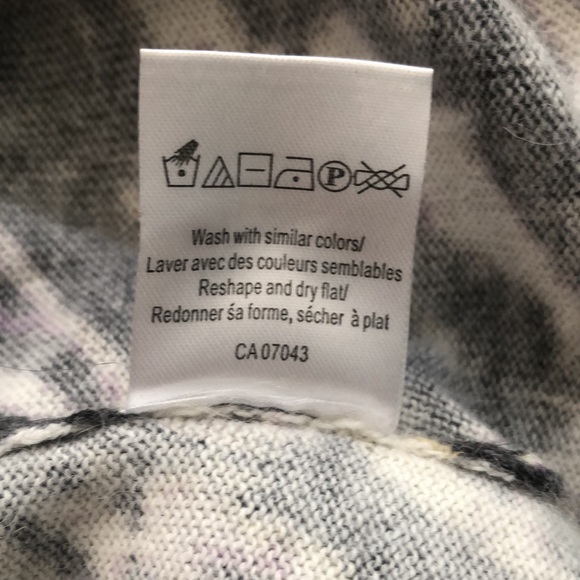 P
Wash with similar colors/
Laver avec des couleurs semblables
Reshape and dry flat/
Redonner śa forme, sécher à plat
CA 07043